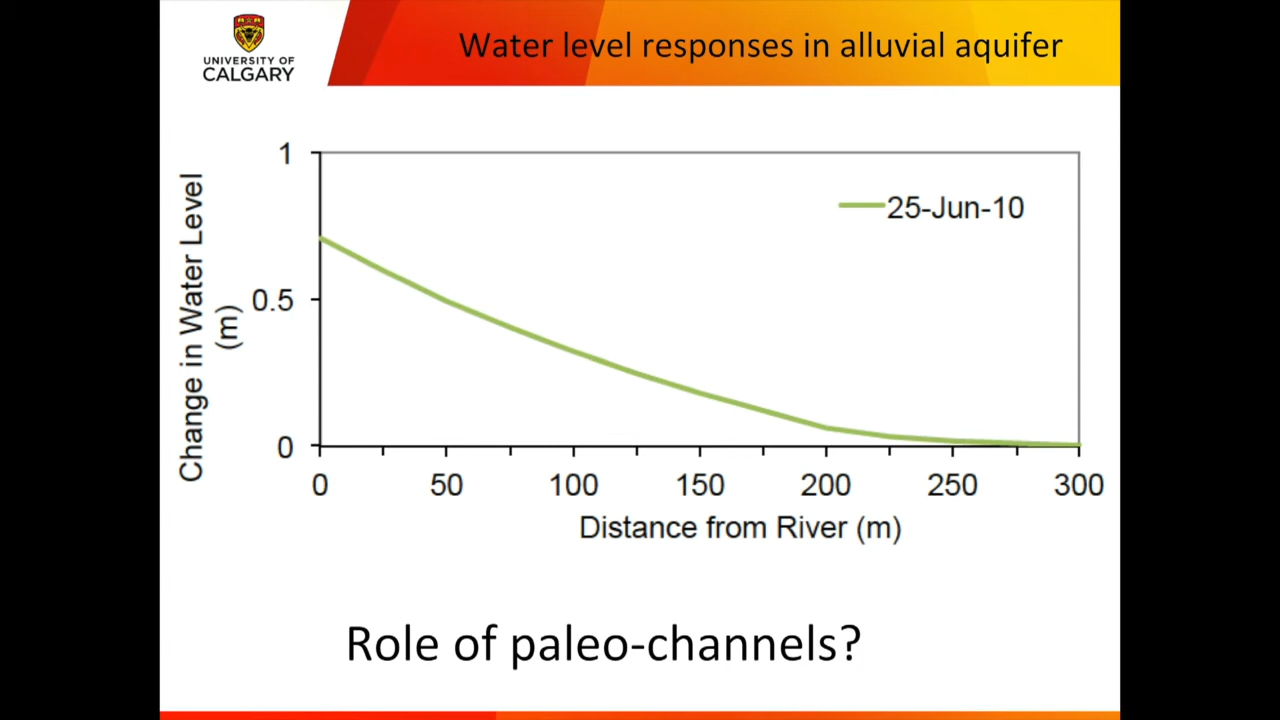 UNIVERSITY OF
CALGARY
Water level responses in alluvial aquifer
Change in Water Level
(m)
1
0.5
0
25-Jun-10
0 50 100 150 200 250 300
Distance from River (m)
Role of paleo-channels?